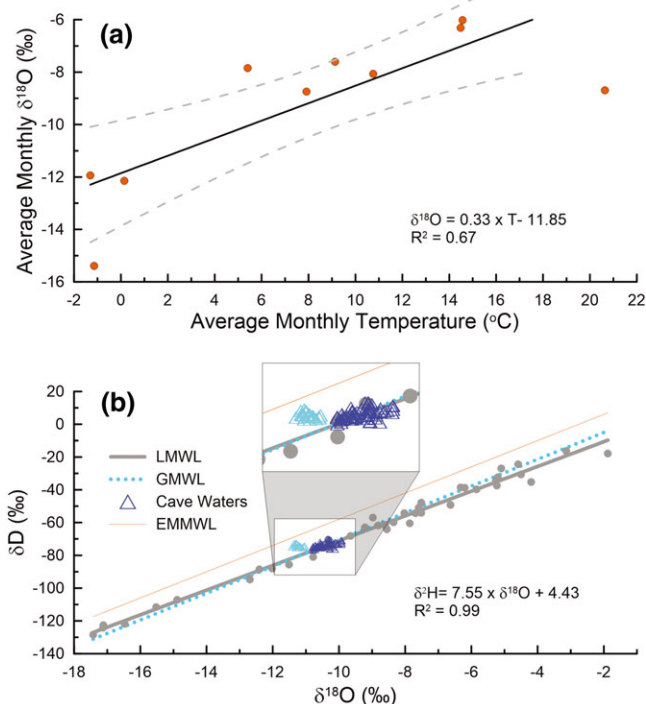 (a)
Average Monthly δ¹⁸O (‰)
-6
-8
-10
-12
-14
-16
δ¹⁸O = 0.33 x T- 11.85
R² = 0.67
-2 0 2 4 6 8 10 12 14 16 18 20 22
Average Monthly Temperature (ºC)
(b)
δD (‰)
20
0
-20
-40
-60
-80
-100
-120
-140
LMWL
GMWL
Cave Waters
EMMWL
δ²H= 7.55 x δ¹⁸O + 4.43
R² = 0.99
-18 -16 -14 -12 -10 -8 -6 -4 -2 0
δ¹⁸O (‰)